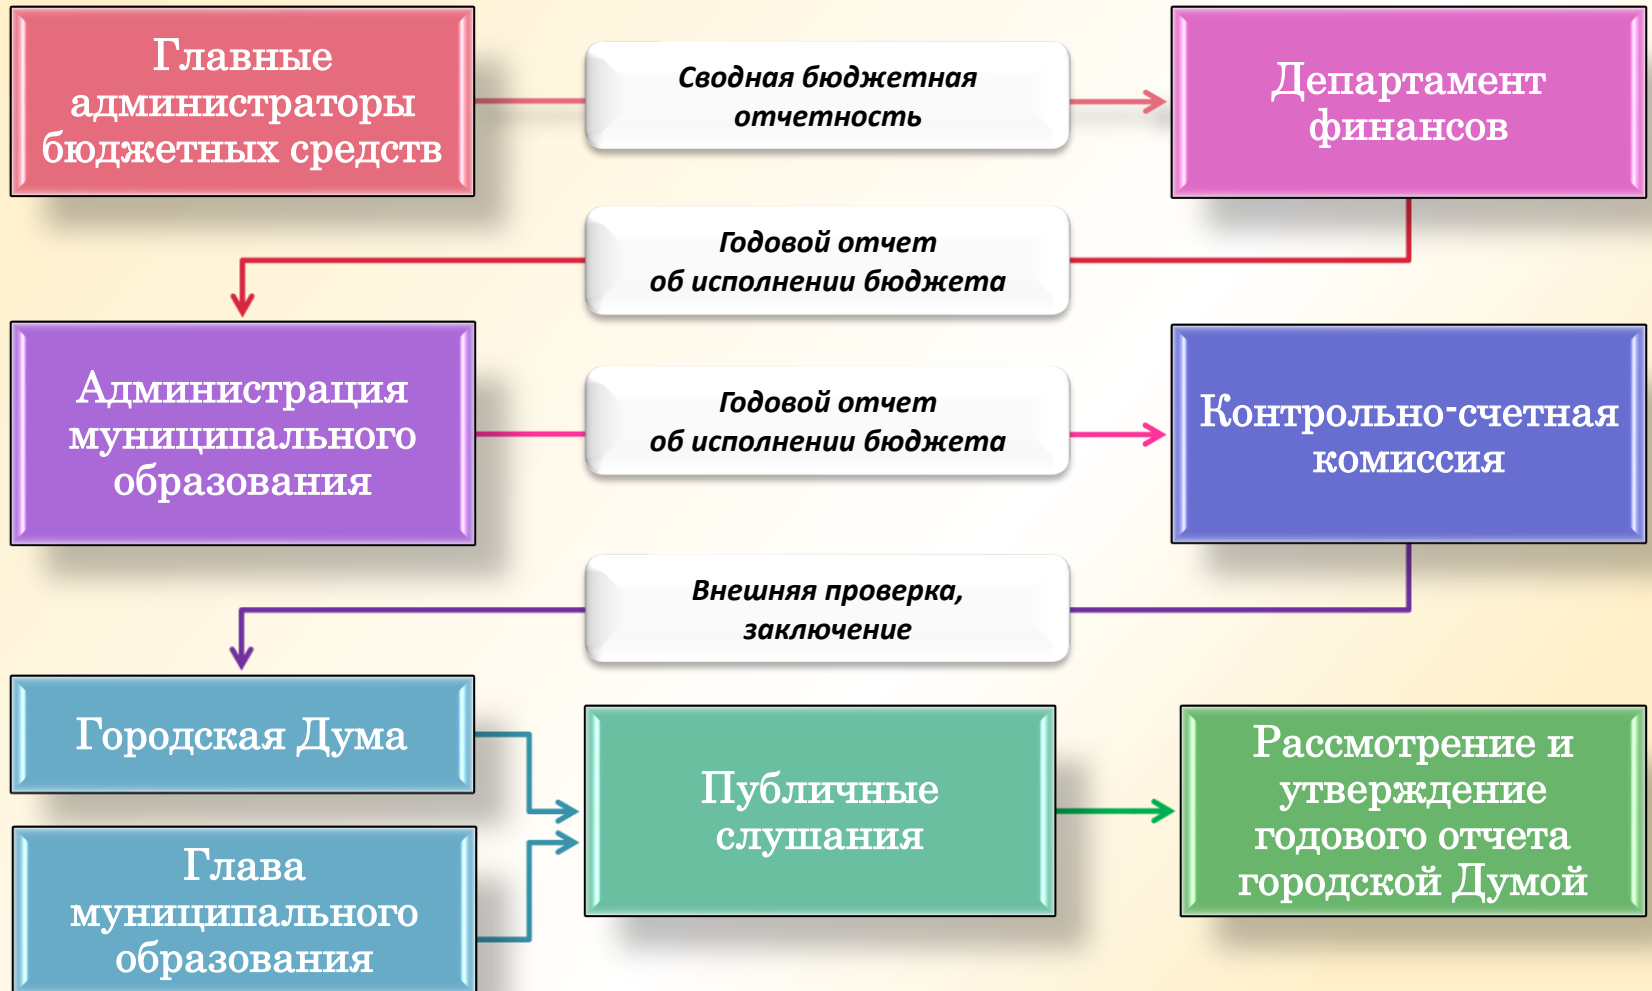 Главные
администраторы
бюджетных средств
Сводная бюджетная
отчетность
Департамент
финансов
Годовой отчет
об исполнении бюджета
Администрация
муниципального
образования
Годовой отчет
об исполнении бюджета
Контрольно-счетная
комиссия
Внешняя проверка,
заключение
Городская Дума
Глава
муниципального
образования
Публичные
слушания
Рассмотрение и
утверждение
годового отчета
городской Думой